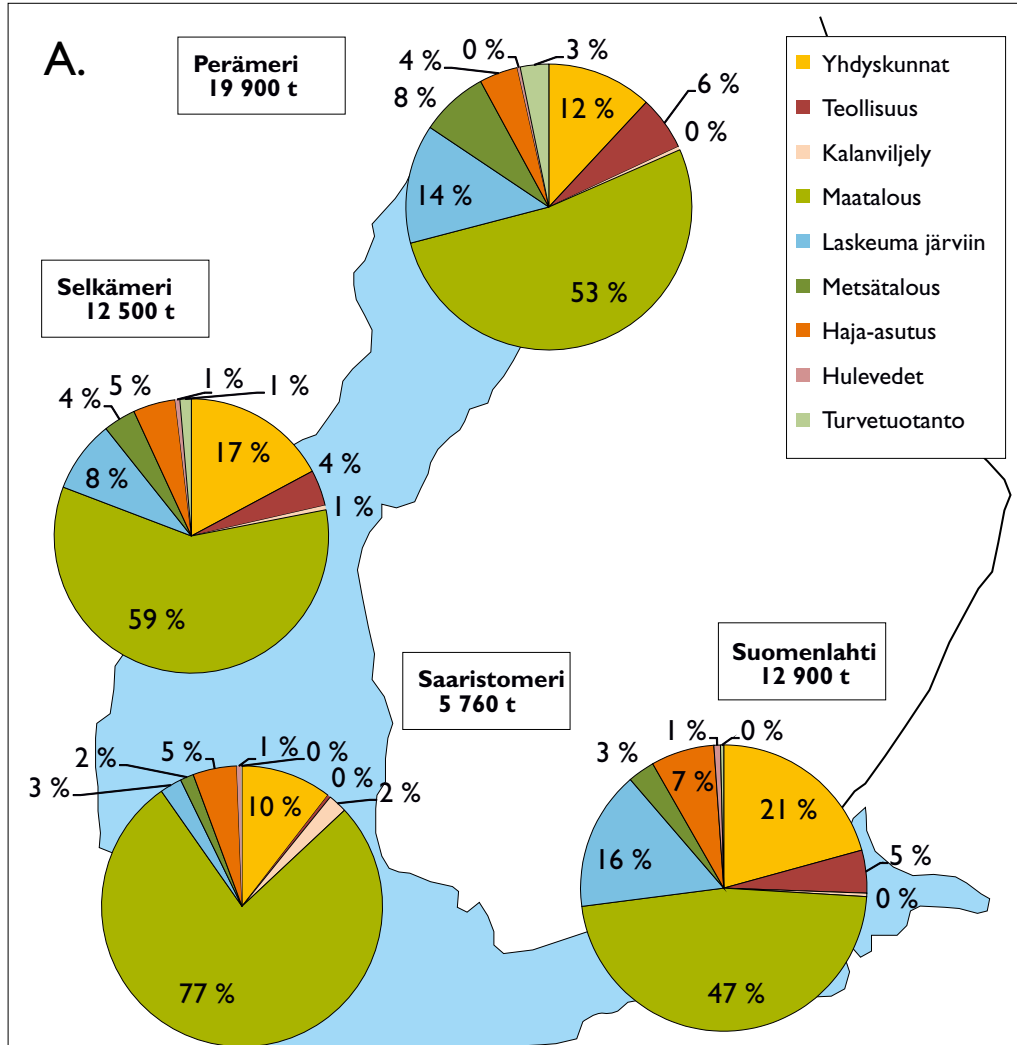 A.
Perämeri
19 900 t
0 %
3 %
4 %
8 %
12 %
6 %
0 %
14 %
53 %
Yhdyskunnat
Teollisuus
Kalanviljely
Maatalous
Laskeuma järviin
Metsätalous
Haja-asutus
Hulevedet
Turvetuotanto
Selkämeri
12 500 t
5 %
1 %
1 %
4 %
17 %
4 %
8 %
1 %
59 %
Saaristomeri
5 760 t
2 %
5 %
1 %
0 %
3 %
10 %
0 %
2 %
77 %
Suomenlahti
12 900 t
1 %
0 %
3 %
7 %
21 %
16 %
5 %
0 %
47 %